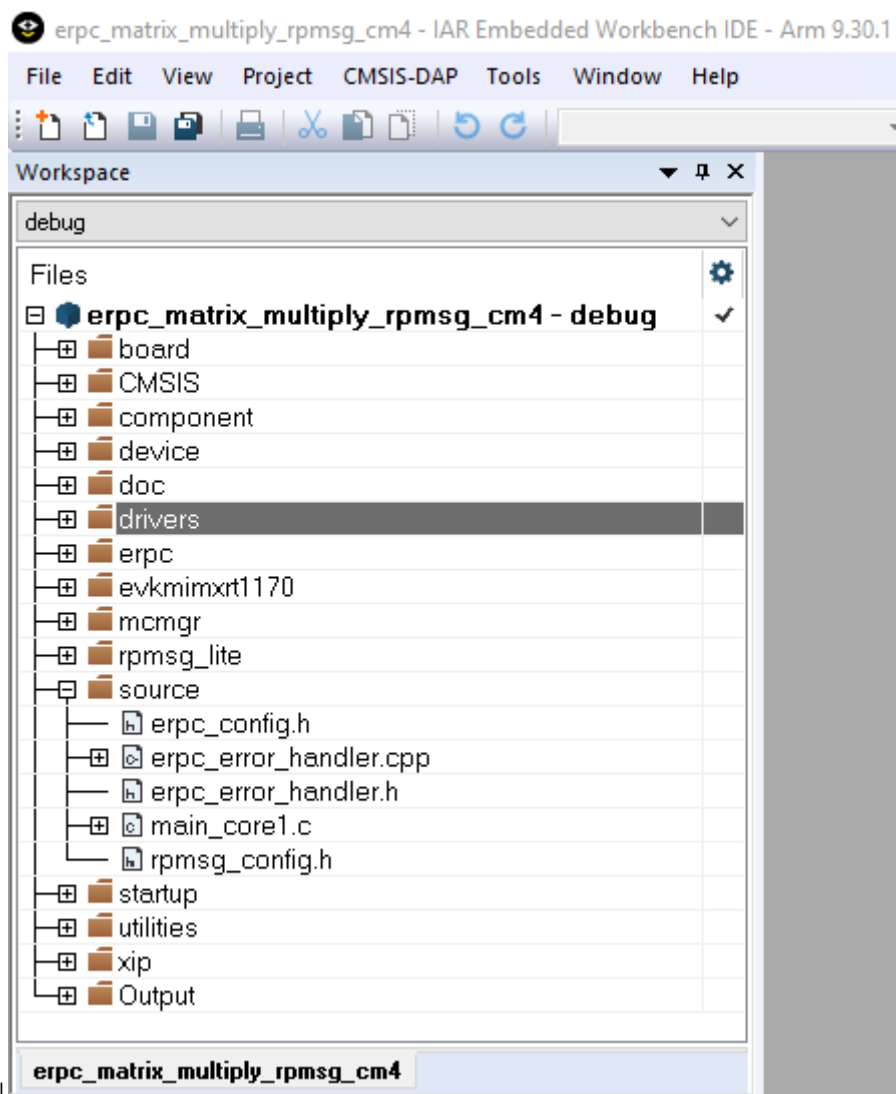 erpc_matrix_multiply_rpmsg_cm4 - IAR Embedded Workbench IDE - Arm 9.30.1
File Edit View Project CMSIS-DAP Tools Window Help
Workspace
debug
Files
erpc_matrix_multiply_rpmsg_cm4 - debug
board
CMSIS
component
device
doc
drivers
erpc
evkmimxrt1170
mcmgr
rpmsg_lite
source
erpc_config.h
erpc_error_handler.cpp
erpc_error_handler.h
main_core1.c
rpmsg_config.h
startup
utilities
xip
Output
erpc_matrix_multiply_rpmsg_cm4